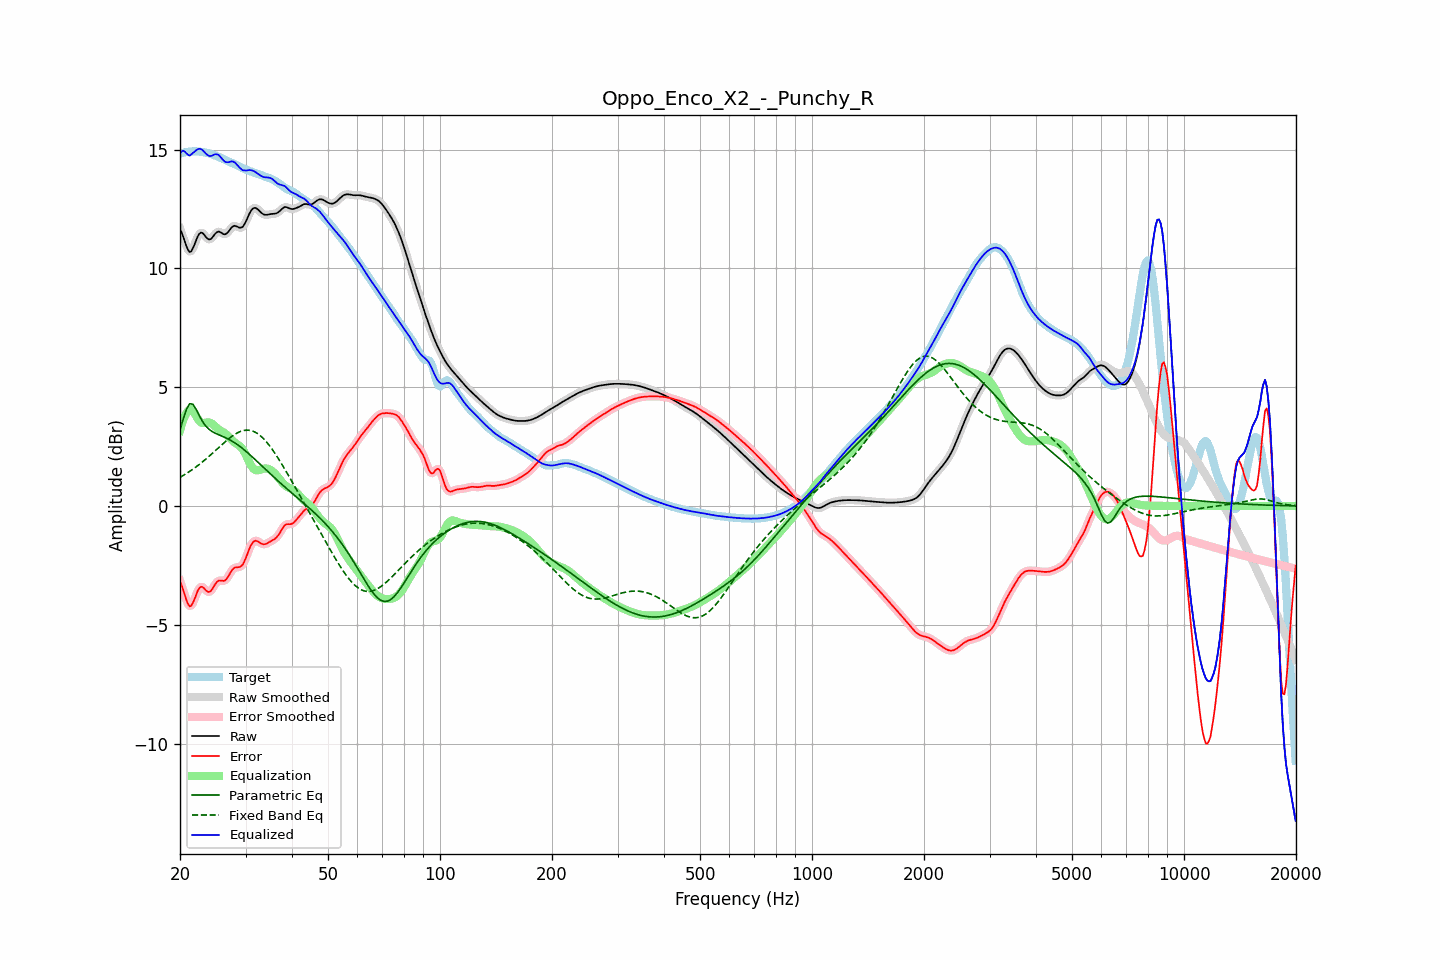 Oppo_Enco_X2_-_Punchy_R
Amplitude (dBr)
15
10
5
0
−5
−10
Target
Raw Smoothed
Error Smoothed
Raw
Error
Equalization
Parametric Eq
Fixed Band Eq
Equalized
20 50 100 200 500 1000 2000 5000 10000 20000
Frequency (Hz)